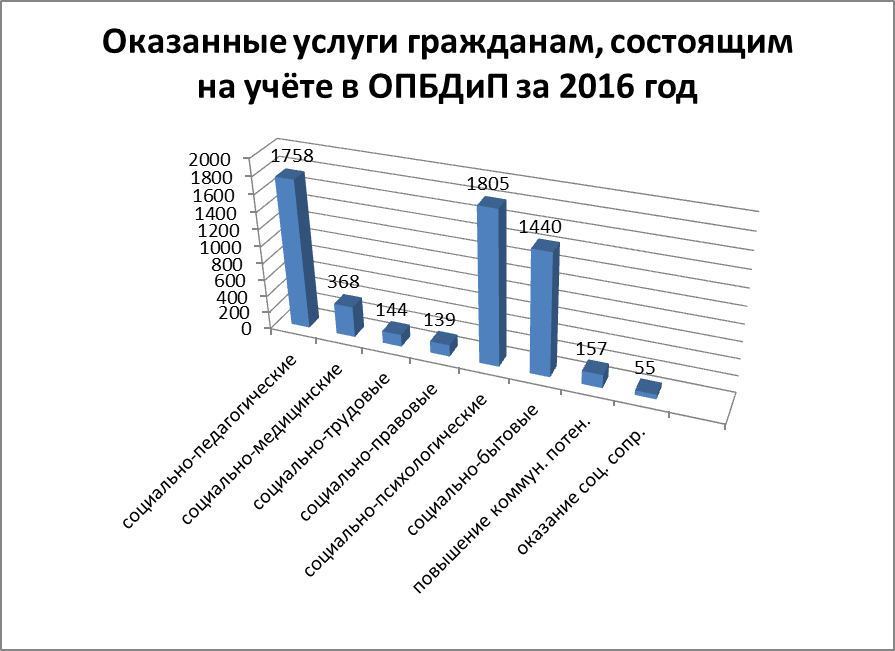 Оказанные услуги гражданам, состоящим
на учёте в ОПБДиП за 2016 год
2000
1800
1600
1400
1200
1000
800
600
400
200
0
1758
368
144
139
1805
1440
157
55
социально-педагогические
социально-медицинские
социально-трудовые
социально-правовые
социально-психологические
социально-бытовые
повышение коммун. потен.
оказание соц. сопр.